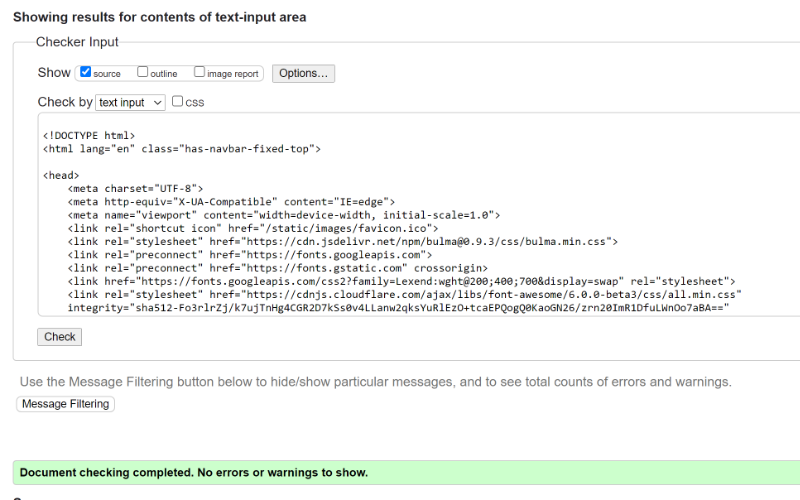 Showing results for contents of text-input area
Checker Input
Show source outline image report Options...
Check by text input css
<!DOCTYPE html>
<html lang="en" class="has-navbar-fixed-top">
<head>
<meta charset="UTF-8">
<meta http-equiv="X-UA-Compatible" content="IE=edge">
<meta name="viewport" content="width=device-width, initial-scale=1.0">
<link rel="shortcut icon" href="/static/images/favicon.ico">
<link rel="stylesheet" href="https://cdn.jsdelivr.net/npm/bulma@0.9.3/css/bulma.min.css">
<link rel="preconnect" href="https://fonts.googleapis.com">
<link rel="preconnect" href="https://fonts.gstatic.com" crossorigin>
<link href="https://fonts.googleapis.com/css2?family=Lexend:wght@200;400;700&display=swap" rel="stylesheet">
<link rel="stylesheet" href="https://cdnjs.cloudflare.com/ajax/libs/font-awesome/6.0.0-beta3/css/all.min.css"
integrity="sha512-Fo3rlrZj/k7ujTnHg4CGR2D7kSs0v4LLanw2qksYuRlEzO+tcaEPQogQ0KaoGN26/zrn20ImR1DfuLWnOo7aBA=="
Check
Use the Message Filtering button below to hide/show particular messages, and to see total counts of errors and warnings.
Message Filtering
Document checking completed. No errors or warnings to show.